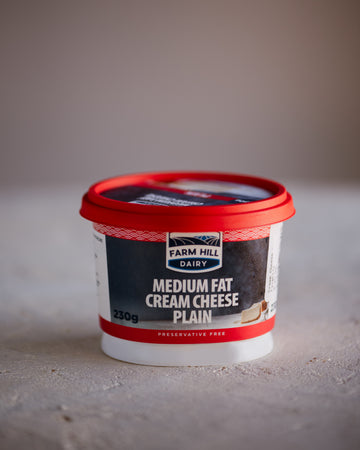 FARM HILL
DAIRY
MEDIUM FAT
CREAM CHEESE
PLAIN
230g
PRESERVATIVE FREE